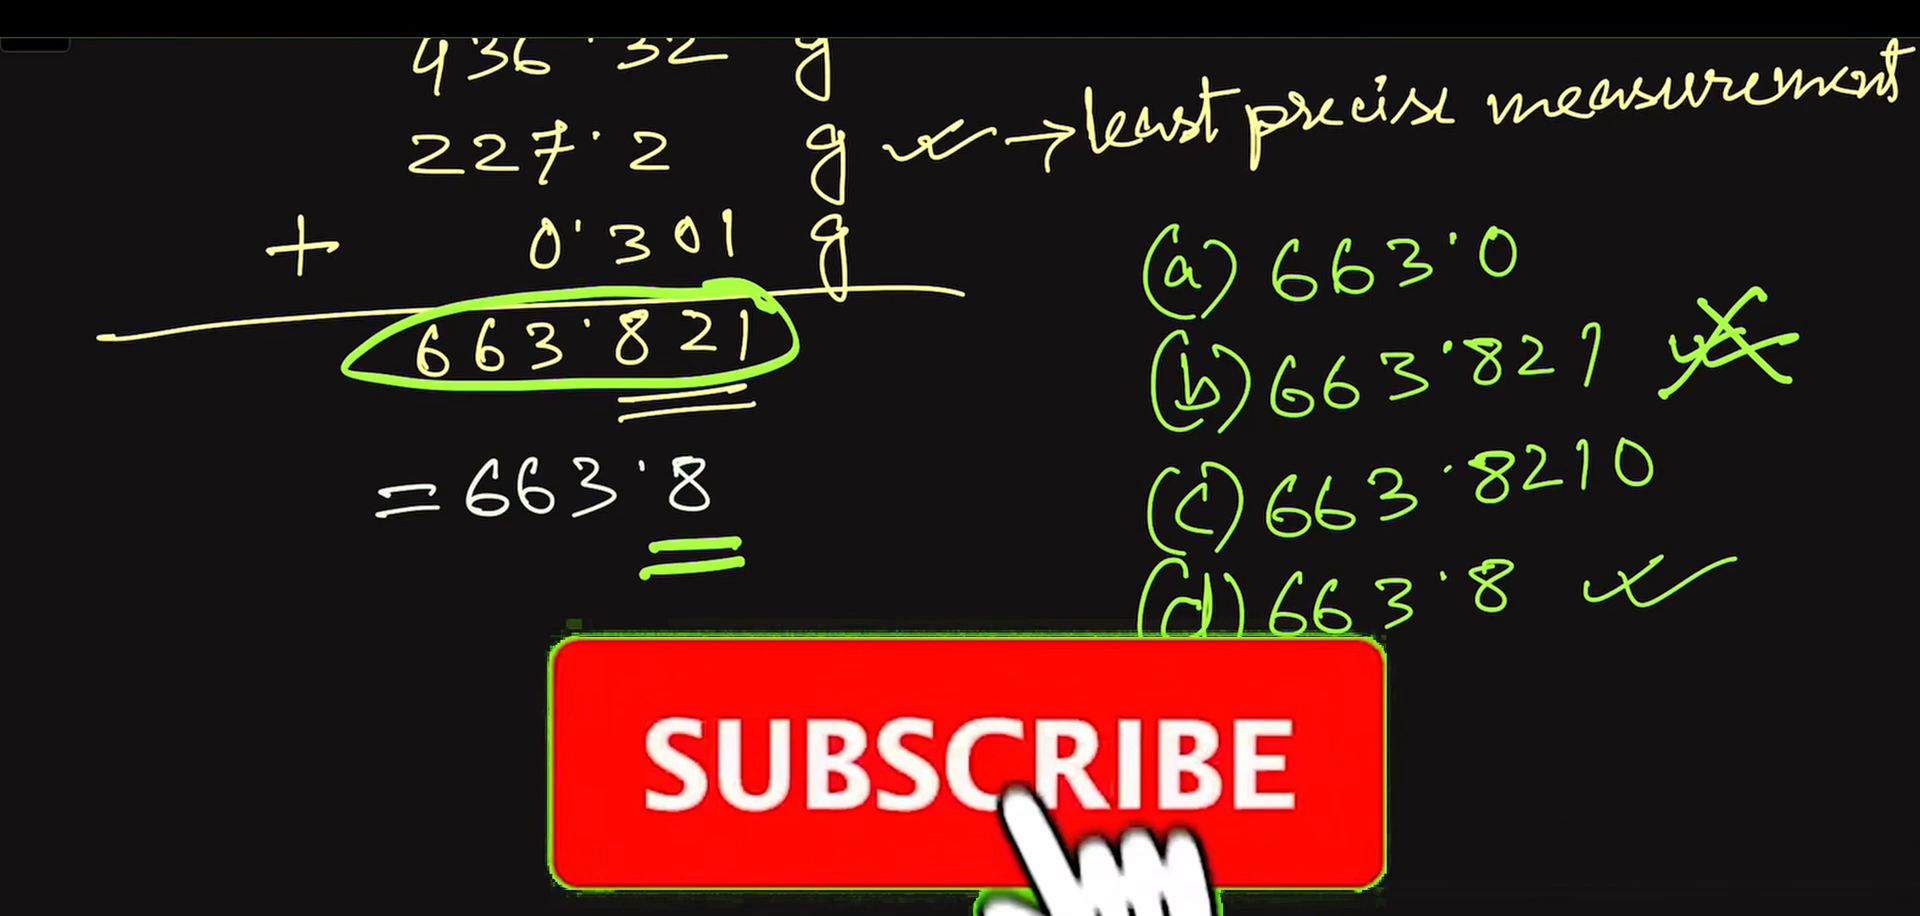 436.32 g
227.2 g → least precise measurement
+ 0.301 g
663.821
= 663.8
(a) 663.0
(b) 663.821
(c) 663.8210
(d) 663.8
SUBSCRIBE